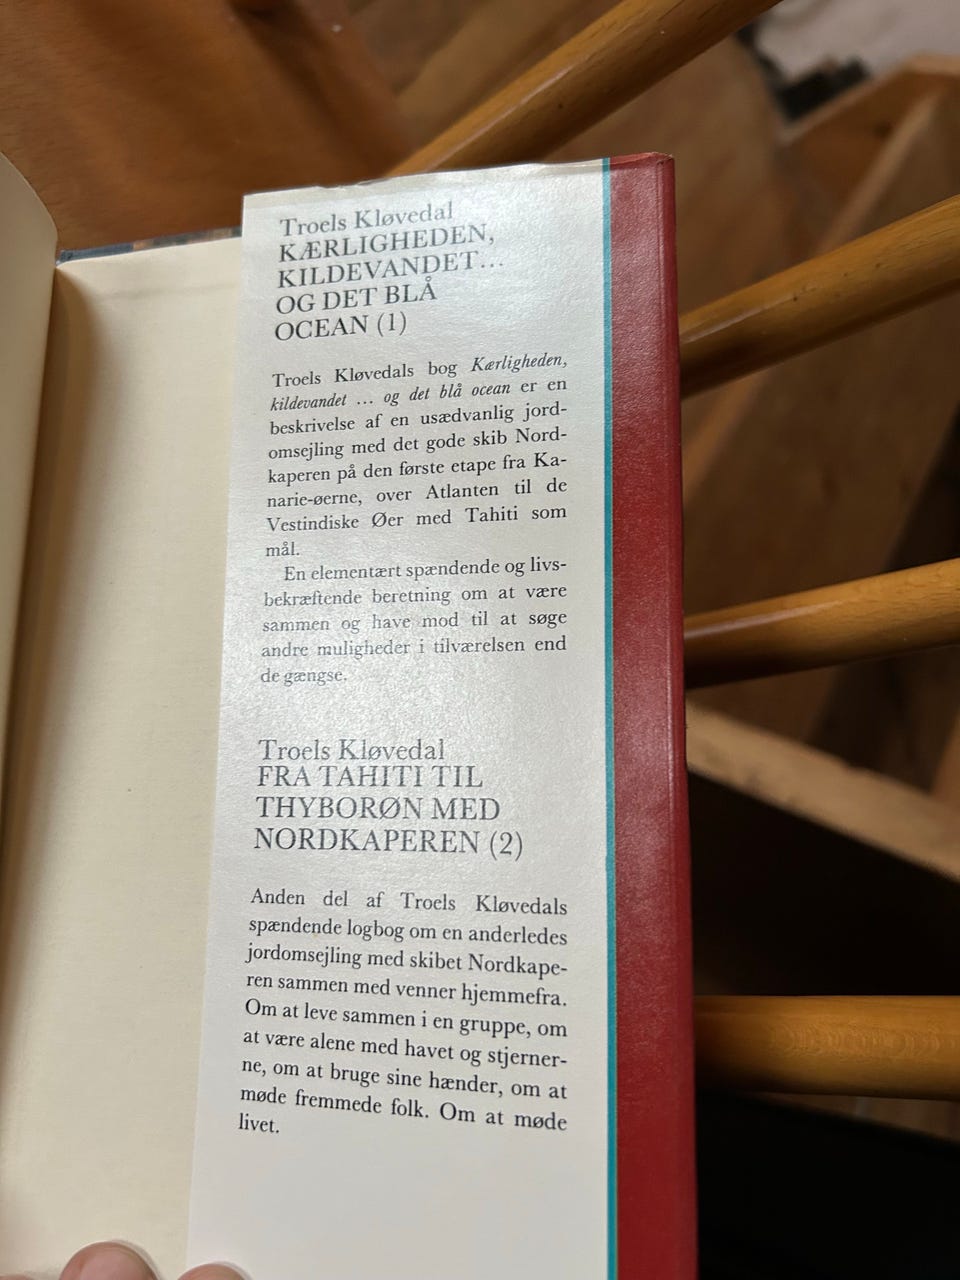 Troels Kløvedal
KÆRLIGHEDEN,
KILDEVANDET...
OG DET BLÅ
OCEAN (1)
Troels Kløvedals bog Kærligheden,
kildevandet ... og det blå ocean er en
beskrivelse af en usædvanlig jord-
omsejling med det gode skib Nord-
kaperen på den første etape fra Ka-
narie-øerne, over Atlanten til de
Vestindiske Øer med Tahiti som
mål.
En elementært spændende og livs-
bekræftende beretning om at være
sammen og have mod til at søge
andre muligheder i tilværelsen end
de gængse.
Troels Kløvedal
FRA TAHITI TIL
THYBORØN MED
NORDKAPEREN (2)
Anden del af Troels Kløvedals
spændende logbog om en anderledes
jordomsejling med skibet Nordkape-
ren sammen med venner hjemmefra.
Om at leve sammen i en gruppe, om
at være alene med havet og stjerner-
ne, om at bruge sine hænder, om at
møde fremmede folk. Om at møde
livet.